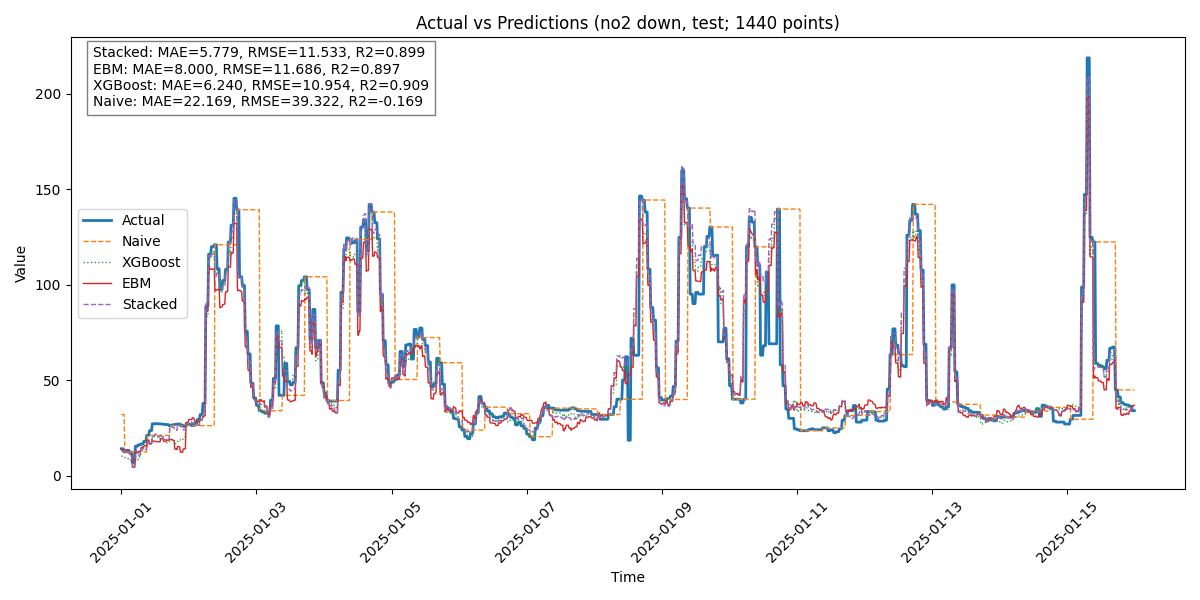 Actual vs Predictions (no2 down, test; 1440 points)
Stacked: MAE=5.779, RMSE=11.533, R2=0.899
EBM: MAE=8.000, RMSE=11.686, R2=0.897
XGBoost: MAE=6.240, RMSE=10.954, R2=0.909
Naive: MAE=22.169, RMSE=39.322, R2=-0.169
Actual
Naive
XGBoost
EBM
Stacked
Value
200
150
100
50
0
2025-01-01
2025-01-03
2025-01-05
2025-01-07
2025-01-09
2025-01-11
2025-01-13
2025-01-15
Time